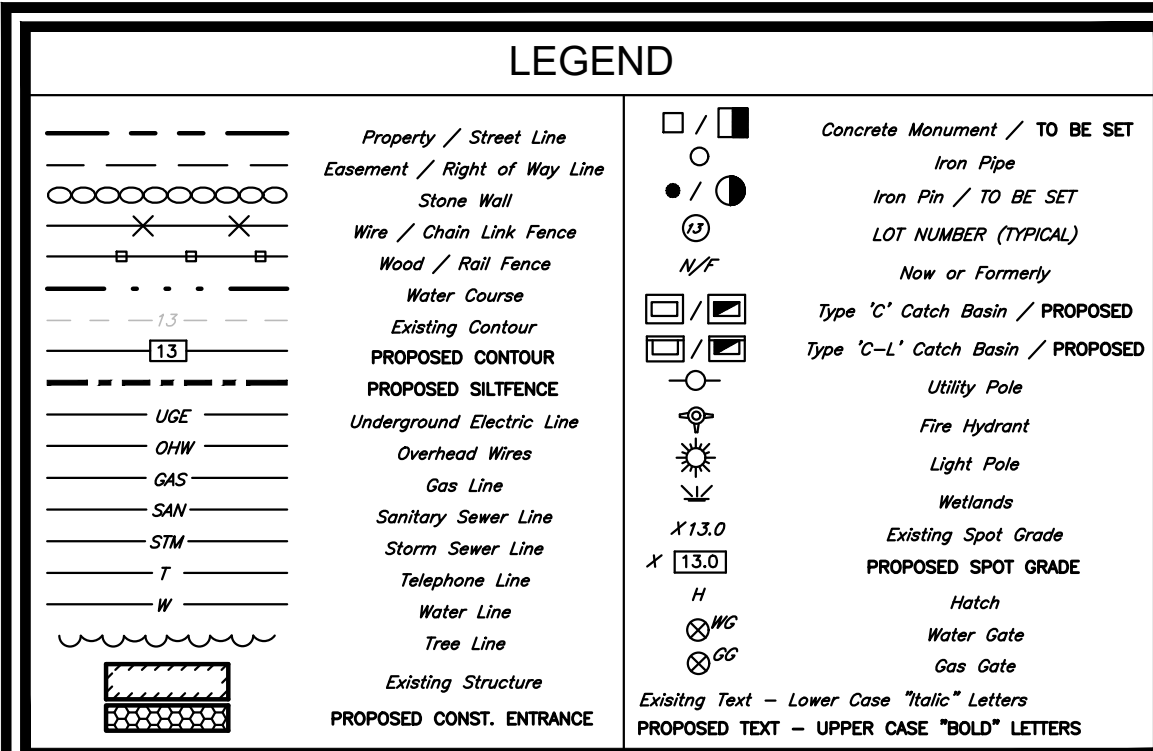 LEGEND
Property / Street Line
Easement / Right of Way Line
Stone Wall
Wire / Chain Link Fence
Wood / Rail Fence
Water Course
13 Existing Contour
13 PROPOSED CONTOUR
PROPOSED SILTFENCE
UGE Underground Electric Line
OHW Overhead Wires
GAS Gas Line
SAN Sanitary Sewer Line
STM Storm Sewer Line
T Telephone Line
W Water Line
Tree Line
Existing Structure
PROPOSED CONST. ENTRANCE
/ Concrete Monument / TO BE SET
Iron Pipe
/ Iron Pin / TO BE SET
13 LOT NUMBER (TYPICAL)
N/F Now or Formerly
/ Type 'C' Catch Basin / PROPOSED
/ Type 'C-L' Catch Basin / PROPOSED
Utility Pole
Fire Hydrant
Light Pole
Wetlands
X 13.0 Existing Spot Grade
X 13.0 PROPOSED SPOT GRADE
H Hatch
WG Water Gate
GG Gas Gate
Exisitng Text - Lower Case "Italic" Letters
PROPOSED TEXT - UPPER CASE "BOLD" LETTERS